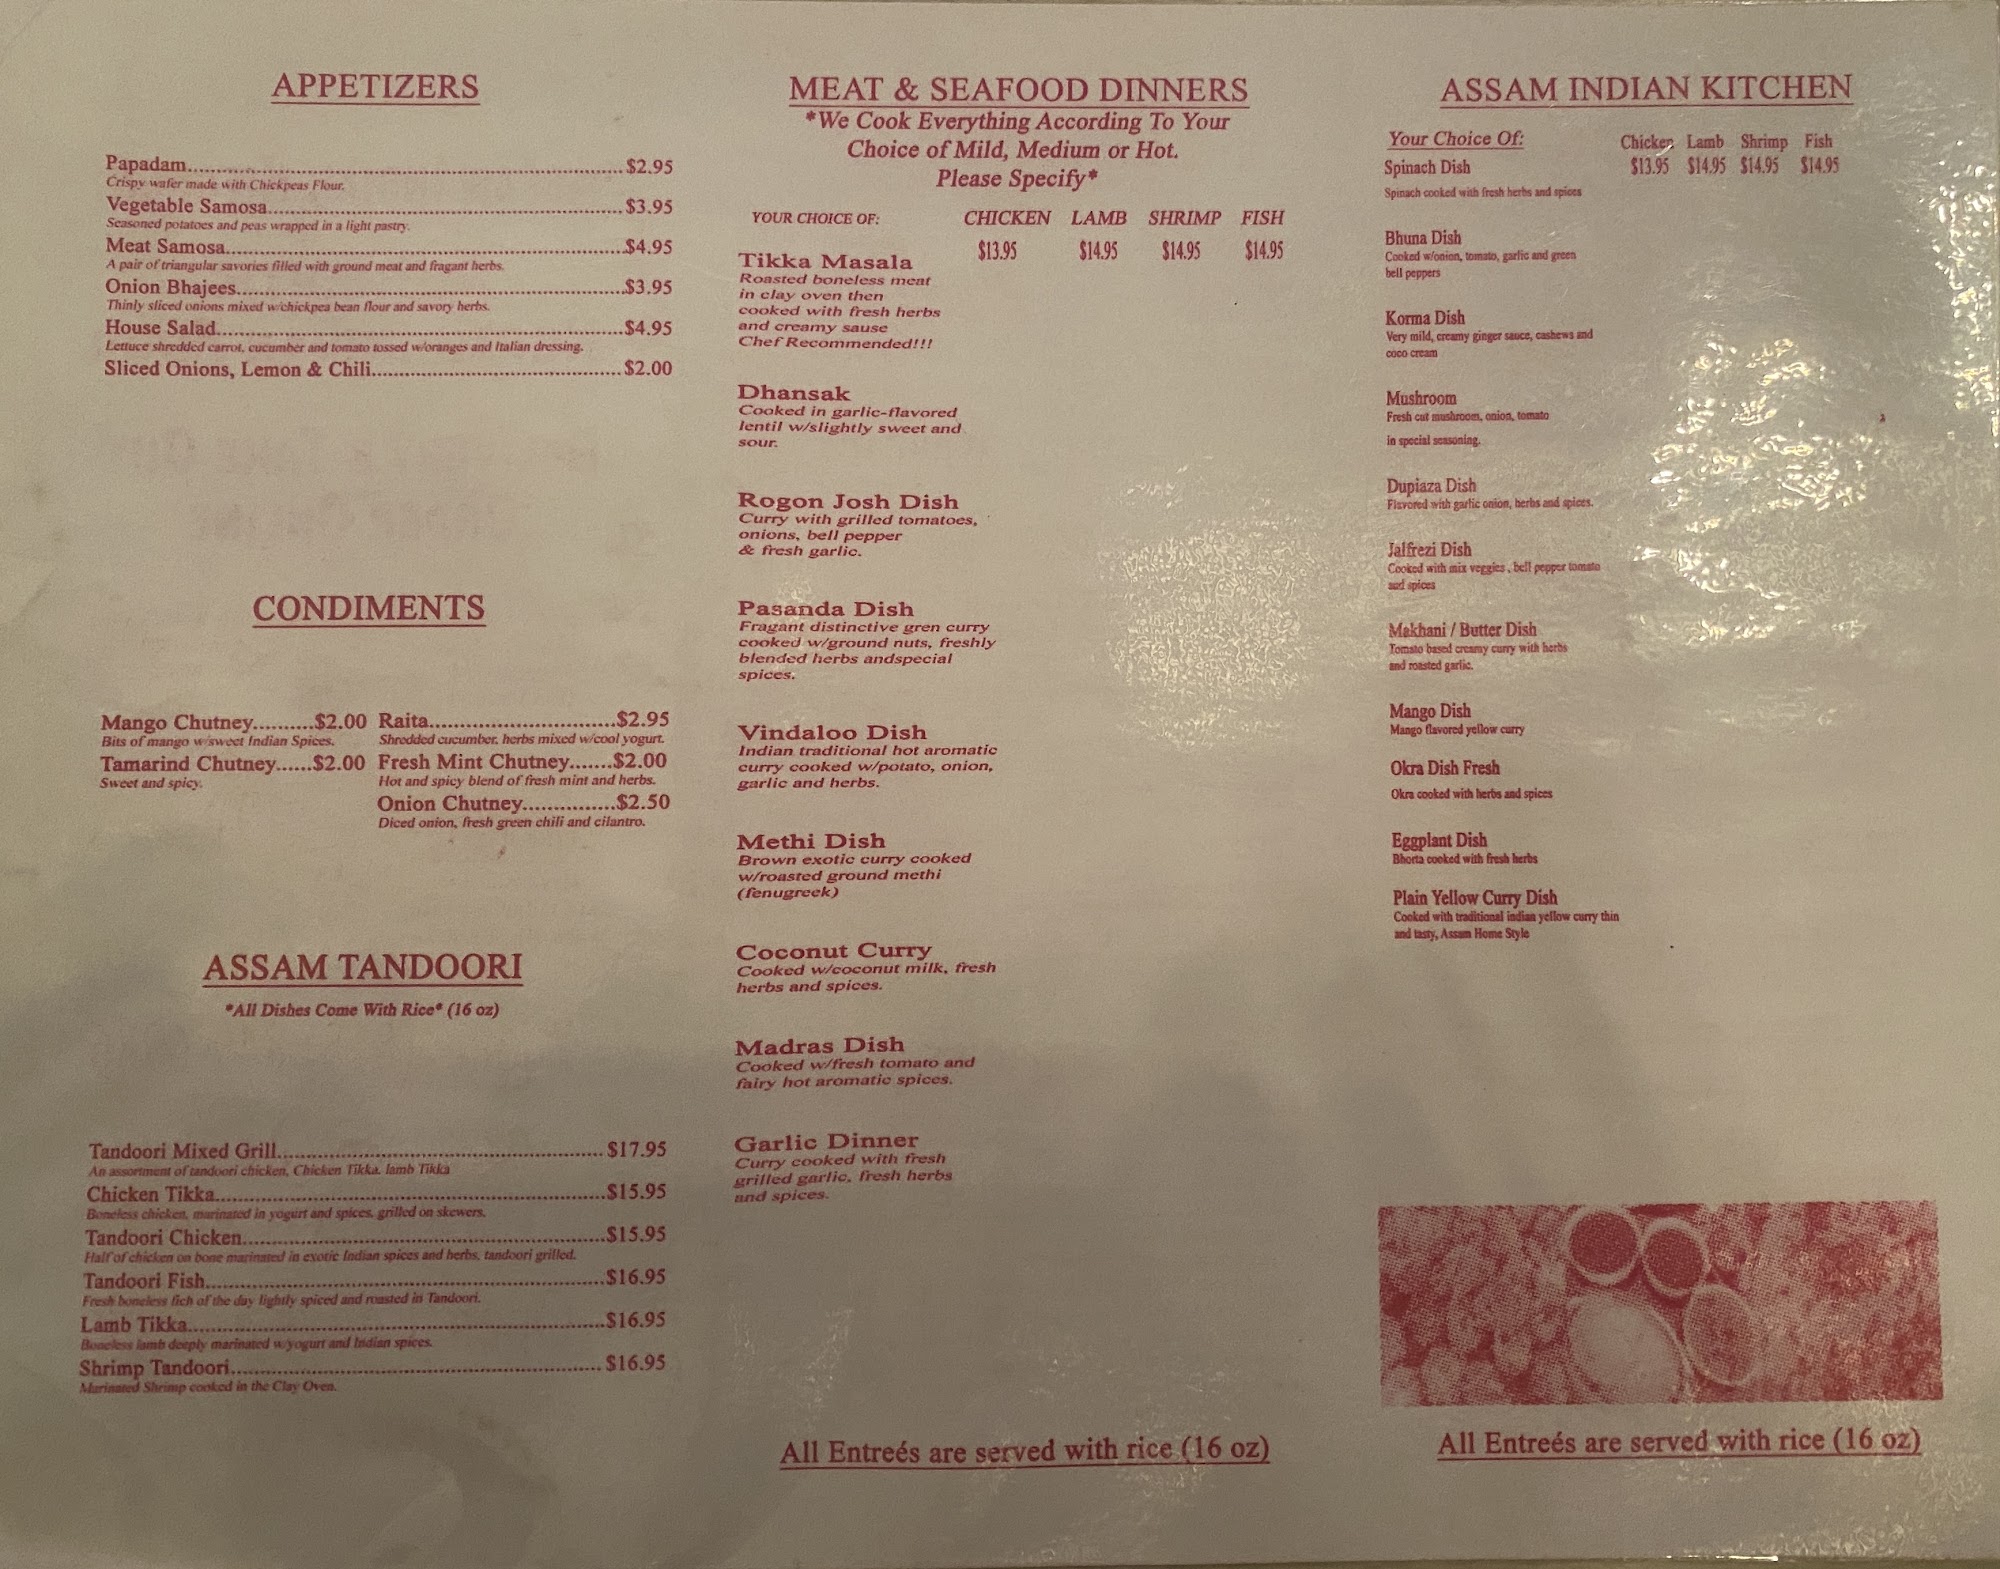 APPETIZERS
Papadam.....$2.95
Crispy wafer made with Chickpeas Flour.
Vegetable Samosa.....$3.95
Seasoned potatoes and peas wrapped in a light pastry.
Meat Samosa.....$4.95
A pair of triangular savories filled with ground meat and fragant herbs.
Onion Bhajees.....$3.95
Thinly sliced onions mixed w/chickpea bean flour and savory herbs.
House Salad.....$4.95
Lettuce shredded carrot, cucumber and tomato tossed w/oranges and Italian dressing.
Sliced Onions, Lemon & Chili.....$2.00
CONDIMENTS
Mango Chutney.....$2.00
Bits of mango w/sweet Indian Spices.
Tamarind Chutney.....$2.00
Sweet and spicy.
Raita.....$2.95
Shredded cucumber, herbs mixed w/cool yogurt.
Fresh Mint Chutney.....$2.00
Hot and spicy blend of fresh mint and herbs.
Onion Chutney.....$2.50
Diced onion, fresh green chili and cilantro.
ASSAM TANDOORI
*All Dishes Come With Rice* (16 oz)
Tandoori Mixed Grill.....$17.95
An assortment of tandoori chicken, Chicken Tikka, lamb Tikka
Chicken Tikka.....$15.95
Boneless chicken, marinated in yogurt and spices, grilled on skewers.
Tandoori Chicken.....$15.95
Half of chicken on bone marinated in exotic Indian spices and herbs, tandoori grilled.
Tandoori Fish.....$16.95
Fresh boneless fich of the day lightly spiced and roasted in Tandoori.
Lamb Tikka.....$16.95
Boneless lamb deeply marinated w/yogurt and Indian spices.
Shrimp Tandoori.....$16.95
Marinated Shrimp cooked in the Clay Oven.
MEAT & SEAFOOD DINNERS
*We Cook Everything According To Your
Choice of Mild, Medium or Hot.
Please Specify*
YOUR CHOICE OF: CHICKEN LAMB SHRIMP FISH
$13.95 $14.95 $14.95 $14.95
Tikka Masala
Roasted boneless meat
in clay oven then
cooked with fresh herbs
and creamy sause
Chef Recommended!!!
Dhansak
Cooked in garlic-flavored
lentil w/slightly sweet and
sour.
Rogon Josh Dish
Curry with grilled tomatoes,
onions, bell pepper
& fresh garlic.
Pasanda Dish
Fragant distinctive gren curry
cooked w/ground nuts, freshly
blended herbs andspecial
spices.
Vindaloo Dish
Indian traditional hot aromatic
curry cooked w/potato, onion,
garlic and herbs.
Methi Dish
Brown exotic curry cooked
w/roasted ground methi
(fenugreek)
Coconut Curry
Cooked w/coconut milk, fresh
herbs and spices.
Madras Dish
Cooked w/fresh tomato and
fairy hot aromatic spices.
Garlic Dinner
Curry cooked with fresh
grilled garlic, fresh herbs
and spices.
All Entreés are served with rice (16 oz)
ASSAM INDIAN KITCHEN
Your Choice Of: Chicken Lamb Shrimp Fish
Spinach Dish $13.95 $14.95 $14.95 $14.95
Spinach cooked with fresh herbs and spices
Bhuna Dish
Cooked w/onion, tomato, garlic and green
bell peppers
Korma Dish
Very mild, creamy ginger sauce, cashews and
coco cream
Mushroom
Fresh cut mushroom, onion, tomato
in special seasoning.
Dupiaza Dish
Flavored with garlic onion, herbs and spices.
Jalfrezi Dish
Cooked with mix veggies , bell pepper tomato
and spices
Makhani / Butter Dish
Tomato based creamy curry with herbs
and roasted garlic.
Mango Dish
Mango flavored yellow curry
Okra Dish Fresh
Okra cooked with herbs and spices
Eggplant Dish
Bhorta cooked with fresh herbs
Plain Yellow Curry Dish
Cooked with traditional indian yellow curry thin
and tasty, Assam Home Style
All Entreés are served with rice (16 oz)